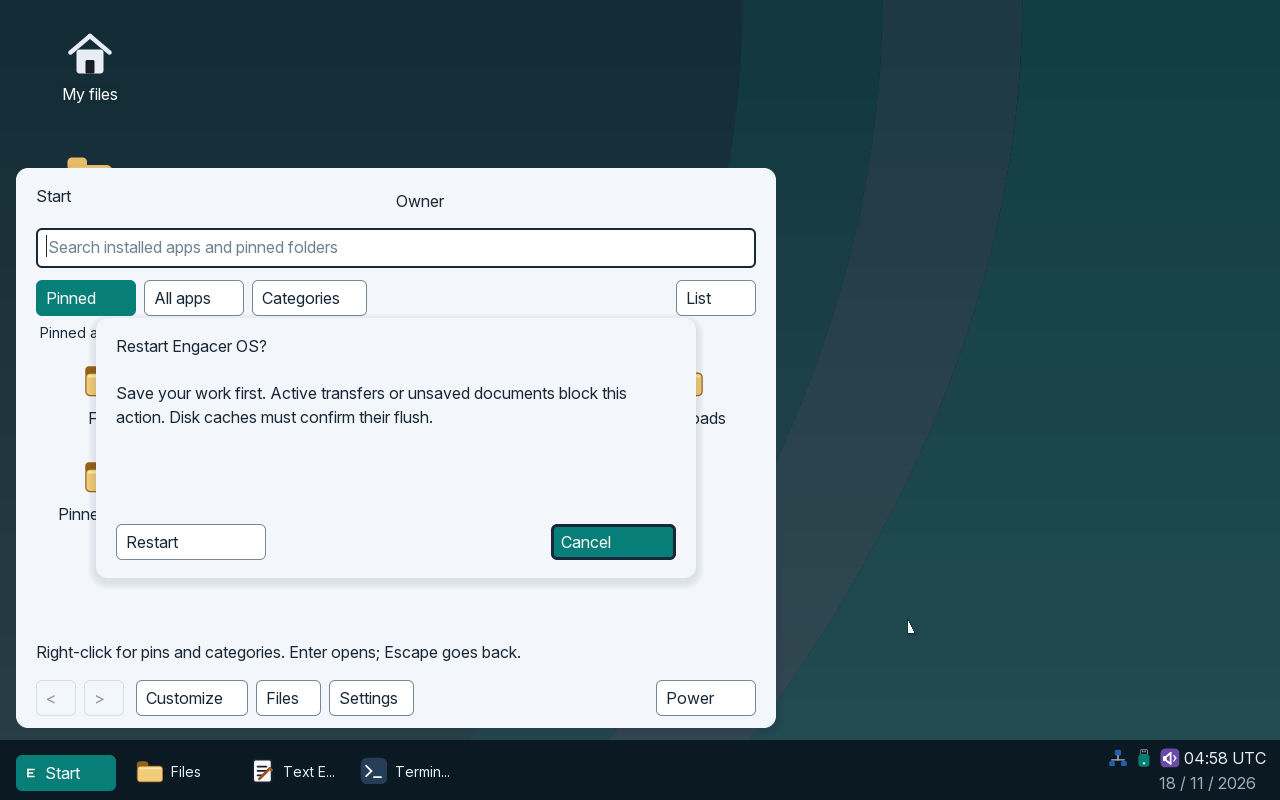 My files
Start
Owner
Search installed apps and pinned folders
Pinned
All apps
Categories
List
Pinned a
Restart Engacer OS?
Save your work first. Active transfers or unsaved documents block this
action. Disk caches must confirm their flush.
F
oads
Pinne
Restart
Cancel
Right-click for pins and categories. Enter opens; Escape goes back.
<
>
Customize
Files
Settings
Power
E Start
Files
Text E...
Termin...
04:58 UTC
18 / 11 / 2026